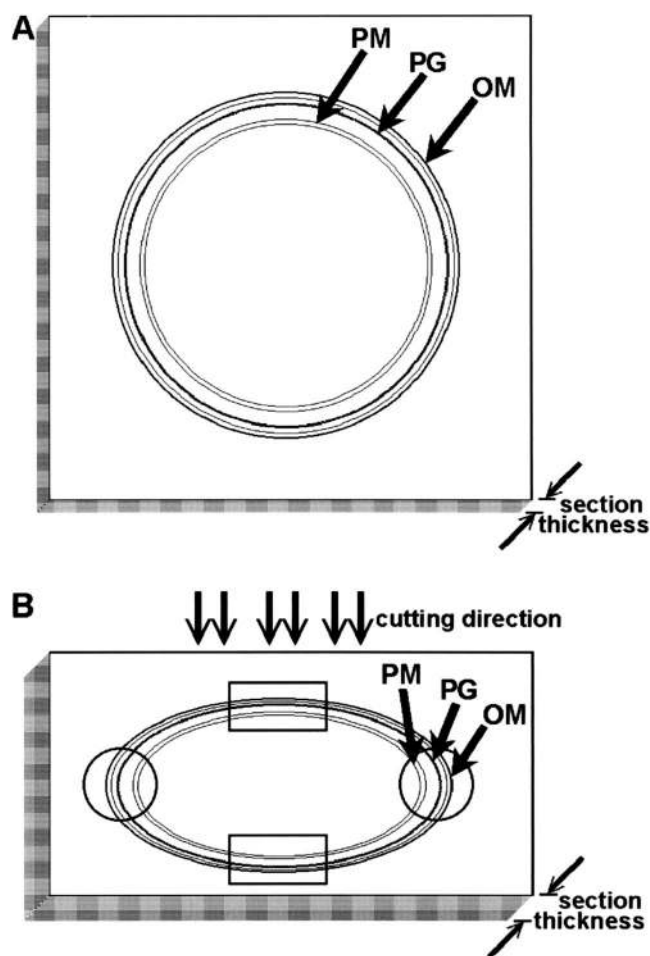 A
PM
PG
OM
section
thickness
B
cutting direction
PM
PG
OM
section
thickness